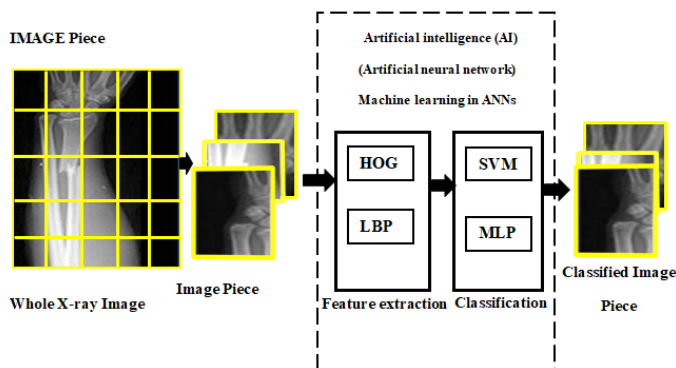 IMAGE Piece
Whole X-ray Image
Image Piece
Artificial intelligence (AI)
(Artificial neural network)
Machine learning in ANNs
HOG
LBP
Feature extraction
SVM
MLP
Classification
Classified Image
Piece